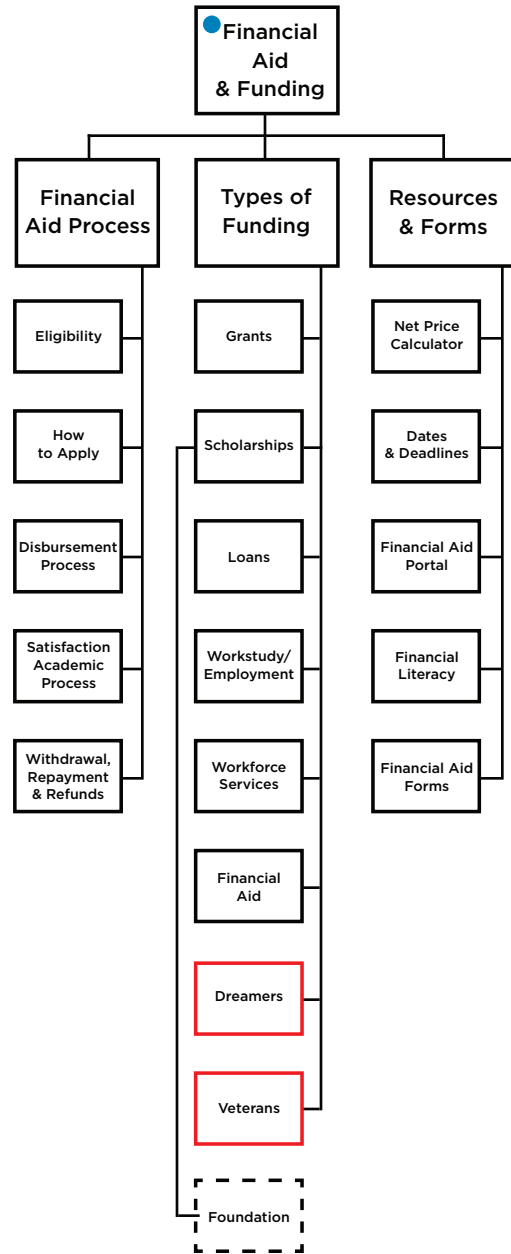 Financial
Aid
& Funding
Financial
Aid Process
Eligibility
How
to Apply
Disbursement
Process
Satisfaction
Academic
Process
Withdrawal,
Repayment
& Refunds
Types of
Funding
Grants
Scholarships
Loans
Workstudy/
Employment
Workforce
Services
Financial
Aid
Dreamers
Veterans
Foundation
Resources
& Forms
Net Price
Calculator
Dates
& Deadlines
Financial Aid
Portal
Financial
Literacy
Financial Aid
Forms